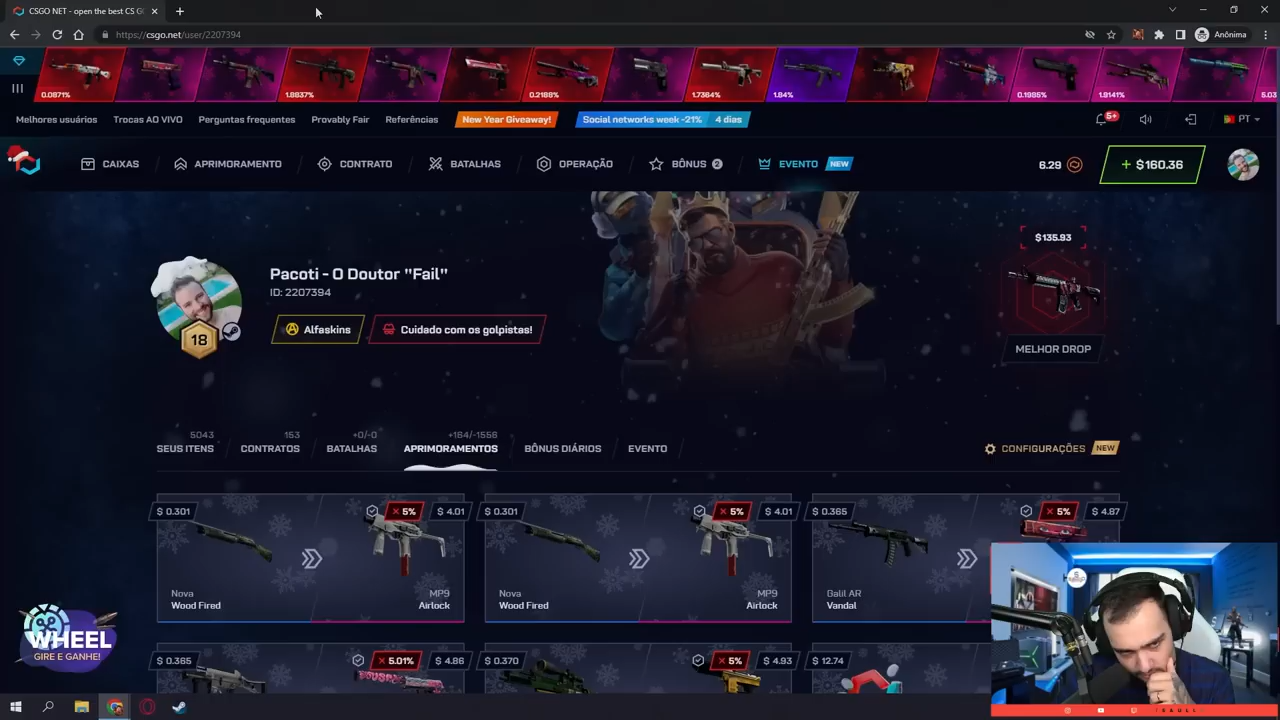 CSGO NET - open the best CS G
https://csgo.net/user/2207394
Anônima
0.0871%
1.8837%
0.2188%
1.7364%
1.84%
0.1985%
1.9141%
5.03
Melhores usuários
Trocas AO VIVO
Perguntas frequentes
Provably Fair
Referências
New Year Giveaway!
Social networks week -21%
4 dias
5+
PT
CAIXAS
APRIMORAMENTO
CONTRATO
BATALHAS
OPERAÇÃO
BÔNUS 2
EVENTO NEW
6.29
+ $160.36
Pacoti - O Doutor "Fail"
ID: 2207394
18
Alfaskins
Cuidado com os golpistas!
$135.93
MELHOR DROP
5043
SEUS ITENS
153
CONTRATOS
+0/-0
BATALHAS
+184/-1558
APRIMORAMENTOS
BÔNUS DIÁRIOS
EVENTO
CONFIGURAÇÕES NEW
$ 0.301
× 5%
$ 4.01
Nova
Wood Fired
MP9
Airlock
$ 0.301
× 5%
$ 4.01
Nova
Wood Fired
MP9
Airlock
$ 0.365
× 5%
$ 4.87
Galil AR
Vandal
$ 0.365
× 5.01%
$ 4.86
$ 0.370
× 5%
$ 4.93
$ 12.74
WHEEL
GIRE E GANHE!